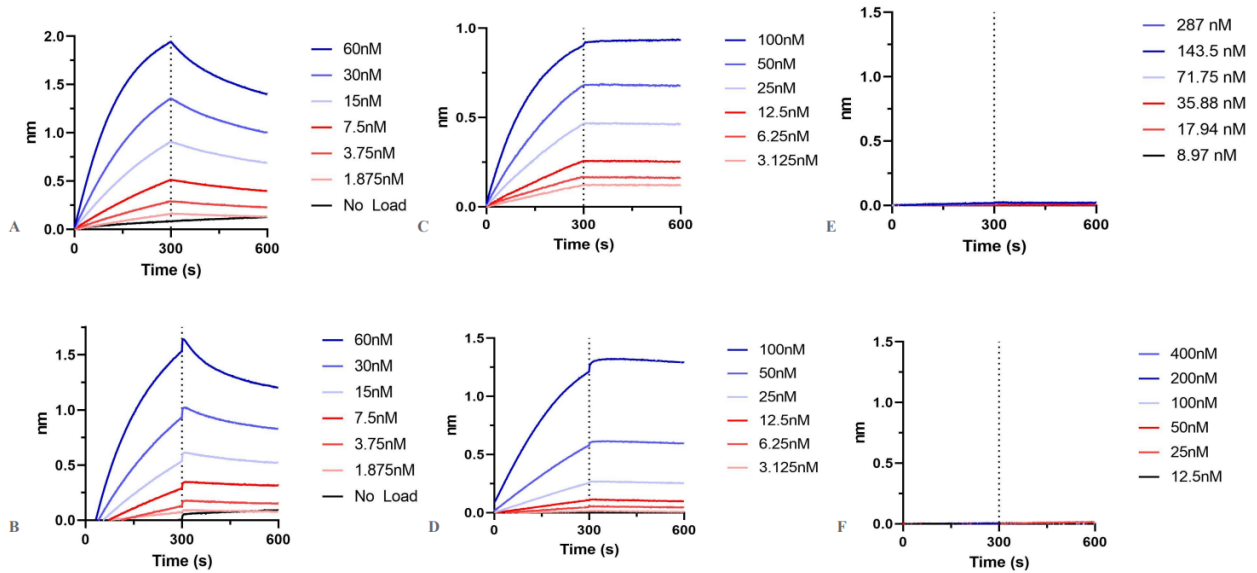 2.0
1.5
1.0
0.5
0.0
nm
0
300
600
Time (s)
60nM
30nM
15nM
7.5nM
3.75nM
1.875nM
No Load
A
1.0
0.5
0.0
nm
0
300
600
Time (s)
100nM
50nM
25nM
12.5nM
6.25nM
3.125nM
C
1.5
1.0
0.5
0.0
nm
0
300
600
Time (s)
287 nM
143.5 nM
71.75 nM
35.88 nM
17.94 nM
8.97 nM
E
1.5
1.0
0.5
0.0
nm
0
300
600
Time (s)
60nM
30nM
15nM
7.5nM
3.75nM
1.875nM
No Load
B
1.5
1.0
0.5
0.0
nm
0
300
600
Time (s)
100nM
50nM
25nM
12.5nM
6.25nM
3.125nM
D
1.5
1.0
0.5
0.0
nm
0
300
600
Time (s)
400nM
200nM
100nM
50nM
25nM
12.5nM
F